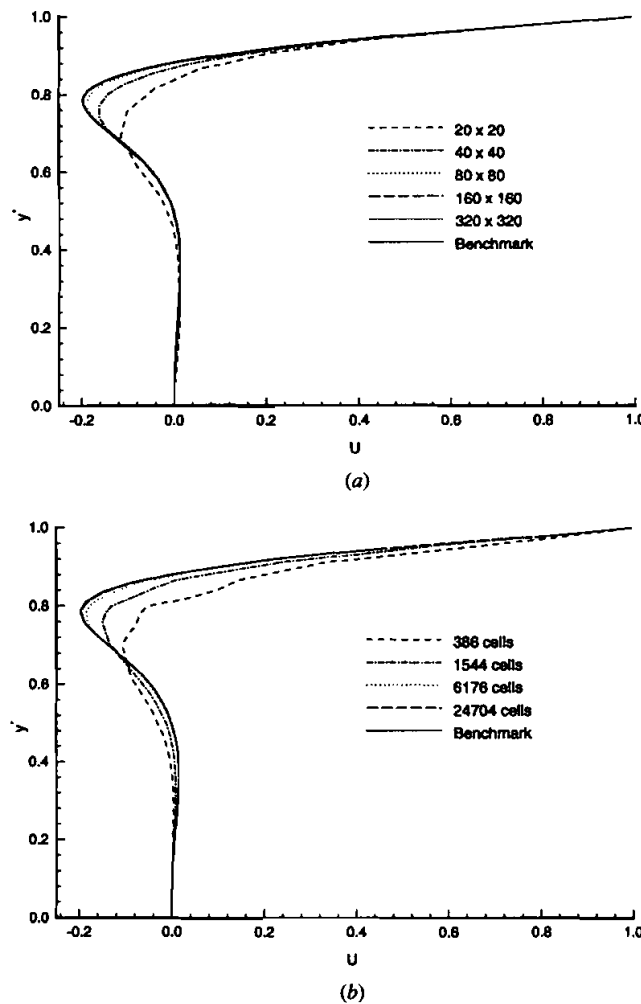 1.0
0.8
0.6
0.4
0.2
0.0
y*
20 x 20
40 x 40
80 x 80
160 x 160
320 x 320
Benchmark
-0.2 0.0 0.2 0.4 0.6 0.8 1.0
U
(a)
1.0
0.8
0.6
0.4
0.2
0.0
y*
386 cells
1544 cells
6176 cells
24704 cells
Benchmark
-0.2 0.0 0.2 0.4 0.6 0.8 1.0
U
(b)